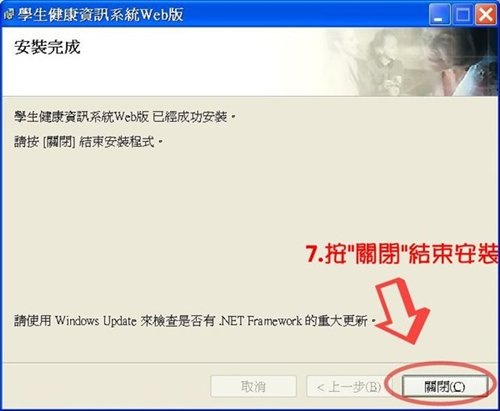 學生健康資訊系統Web版
安裝完成
學生健康資訊系統Web版 已經成功安裝。
請按 [關閉] 結束安裝程式。
7.按"關閉"結束安裝
請使用 Windows Update 來檢查是否有 .NET Framework 的重大更新。
取消
< 上一步(B)
關閉(C)